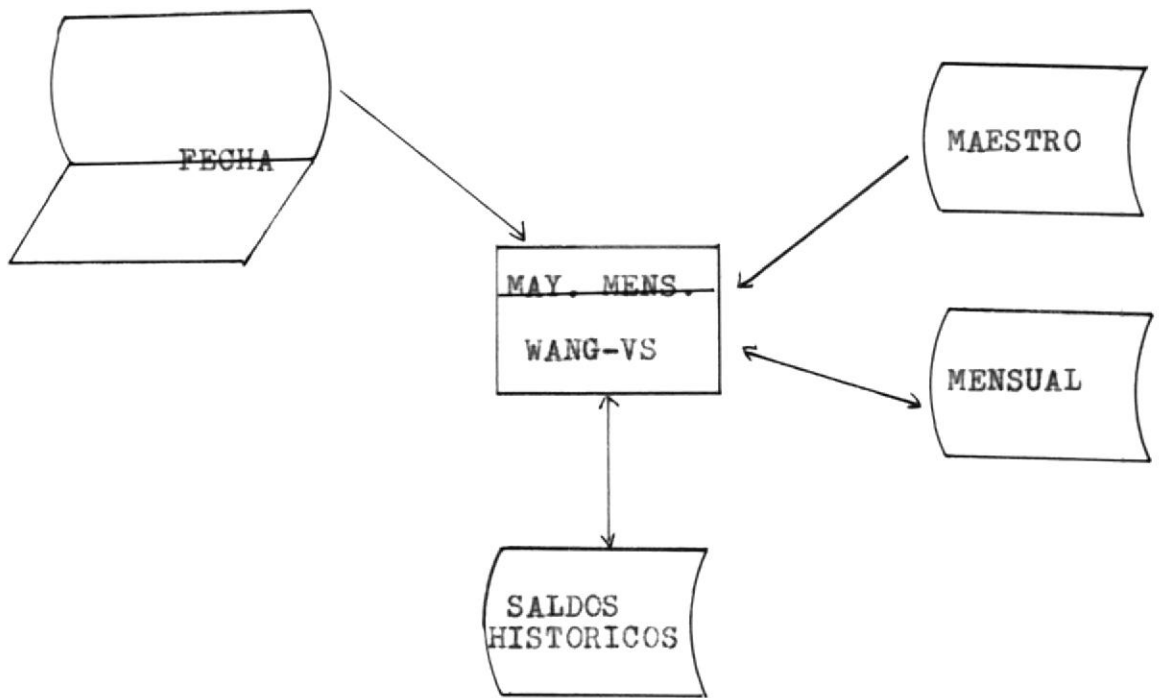 FECHA
MAESTRO
MAY. MENS.
WANG-VS
MENSUAL
SALDOS
HISTORICOS